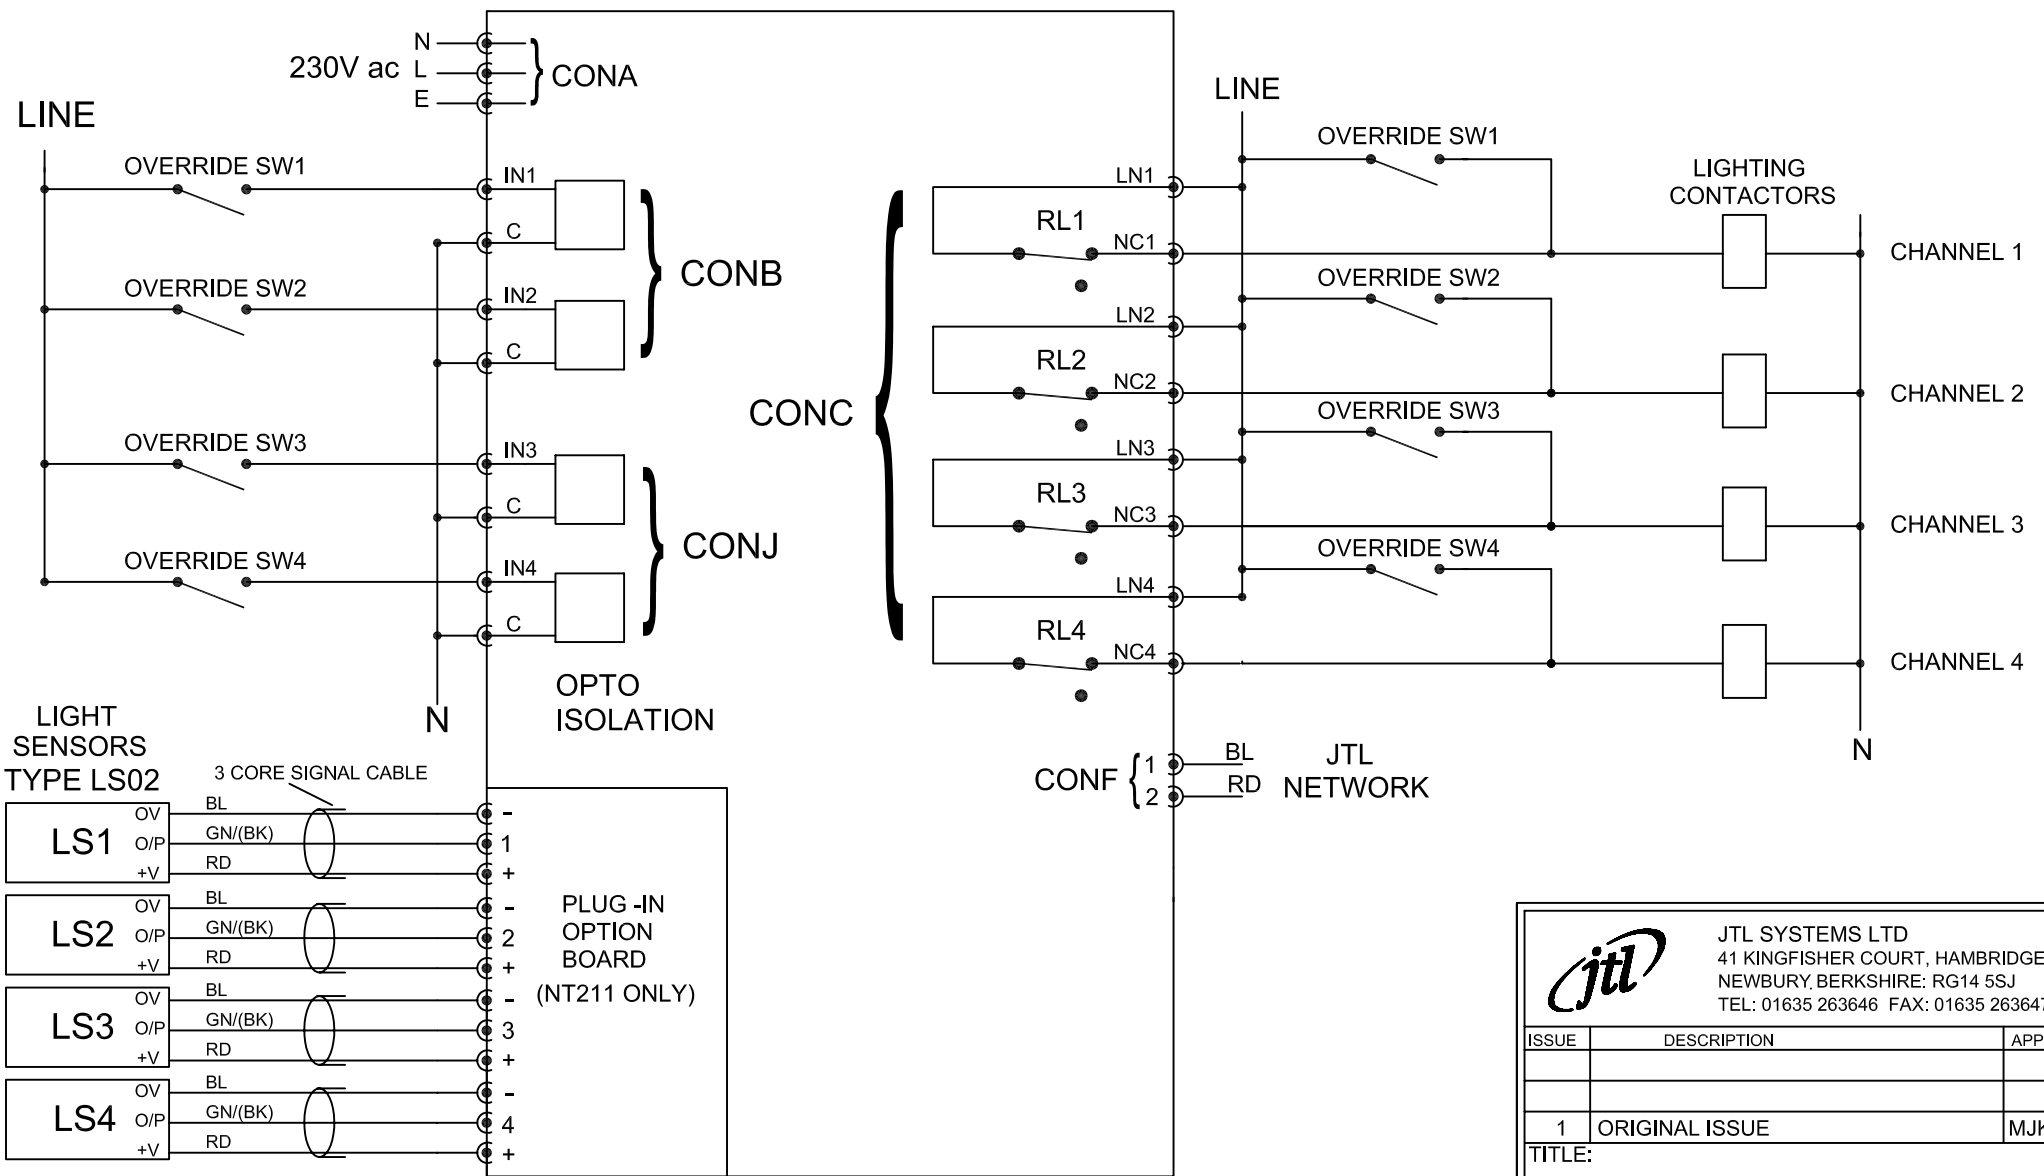 N
230V ac L
E
CONA
LINE
OVERRIDE SW1
IN1
C
OVERRIDE SW2
IN2
C
CONB
OVERRIDE SW3
IN3
C
OVERRIDE SW4
IN4
C
CONJ
N
OPTO
ISOLATION
CONC
LN1
RL1
NC1
LN2
RL2
NC2
LN3
RL3
NC3
LN4
RL4
NC4
LINE
OVERRIDE SW1
OVERRIDE SW2
OVERRIDE SW3
OVERRIDE SW4
LIGHTING
CONTACTORS
CHANNEL 1
CHANNEL 2
CHANNEL 3
CHANNEL 4
N
CONF
1
BL
2
RD
JTL
NETWORK
LIGHT
SENSORS
TYPE LS02
3 CORE SIGNAL CABLE
LS1
OV BL -
O/P GN/(BK) 1
+V RD +
LS2
OV BL -
O/P GN/(BK) 2
+V RD +
LS3
OV BL -
O/P GN/(BK) 3
+V RD +
LS4
OV BL -
O/P GN/(BK) 4
+V RD +
PLUG -IN
OPTION
BOARD
(NT211 ONLY)
jtl
JTL SYSTEMS LTD
41 KINGFISHER COURT, HAMBRIDGE
NEWBURY, BERKSHIRE: RG14 5SJ
TEL: 01635 263646 FAX: 01635 263647
ISSUE DESCRIPTION APP
1 ORIGINAL ISSUE MJK
TITLE: